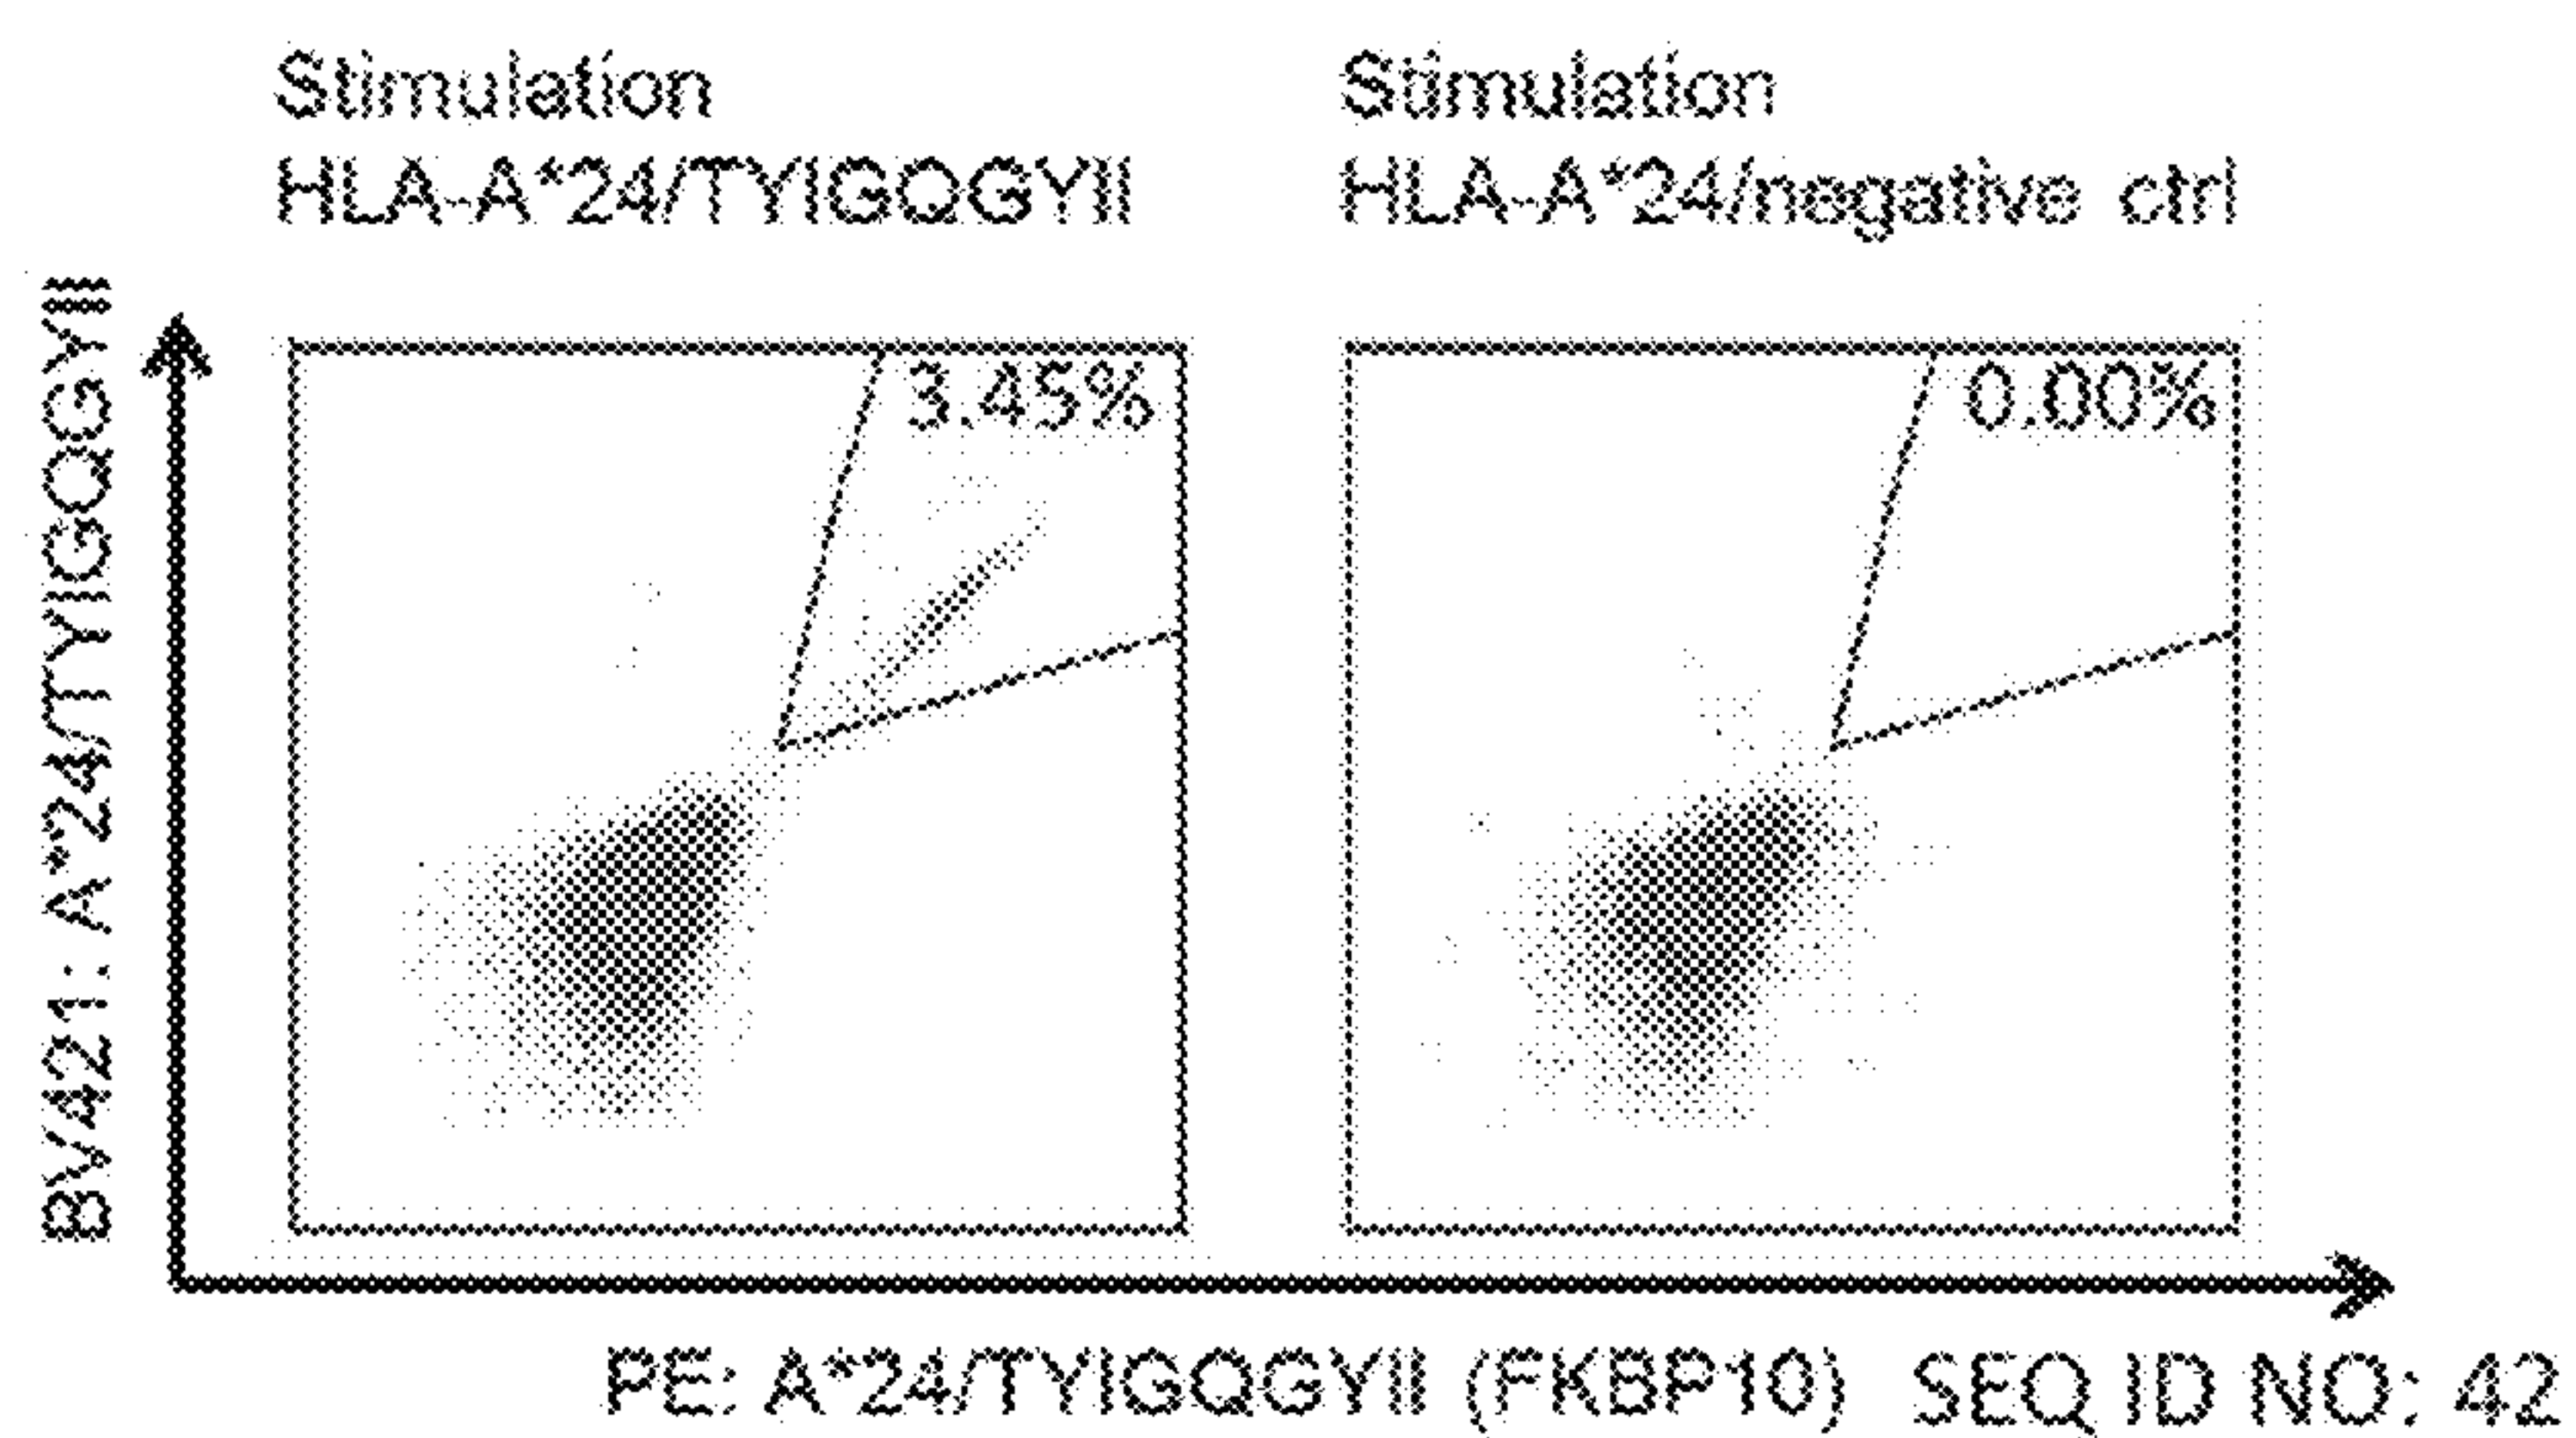 Stimulation
HLA-A*24/TYIGQGYII
Stimulation
HLA-A*24/negative ctrl
BV421: A*24/TYIGQGYII
3.45%
0.00%
PE: A*24/TYIGQGYII (FKBP10) SEQ ID NO: 42